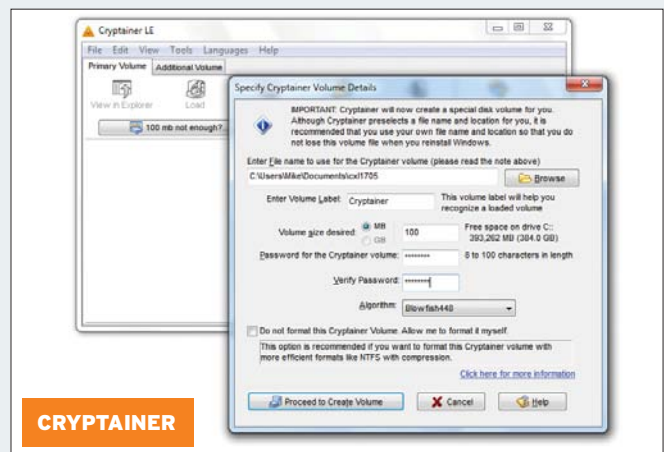 Cryptainer LE
File Edit View Tools Languages Help
Primary Volume Additional Volume
View in Explorer Load
100 mb not enough?..
Specify Cryptainer Volume Details
IMPORTANT: Cryptainer will now create a special disk volume for you.
Although Cryptainer preselects a file name and location for you, it is
recommended that you use your own file name and location so that you do
not lose this volume file when you reinstall Windows.
Enter File name to use for the Cryptainer volume (please read the note above)
C:\Users\Mike\Documents\cxl1705
Browse
Enter Volume Label: Cryptainer
This volume label will help you
recognize a loaded volume
Volume size desired: MB
GB
100
Free space on drive C::
393,262 MB (384.0 GB)
Password for the Cryptainer volume: ********
8 to 100 characters in length
Verify Password: ********
Algorithm: Blowfish448
Do not format this Cryptainer Volume. Allow me to format it myself.
This option is recommended if you want to format this Cryptainer volume with
more efficient formats like NTFS with compression.
Click here for more information
Proceed to Create Volume Cancel Help
CRYPTAINER